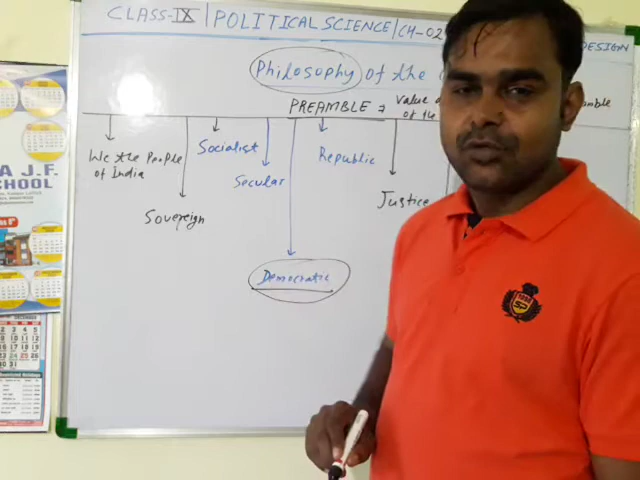 CLASS-IX | POLITICAL SCIENCE | CH-02
DESIGN
Philosophy of the
PREAMBLE = Value
of the
We the People
of India
Socialist
Secular
Republic
Sovereign
Justice
Democratic
A J.F.
SCHOOL
SP